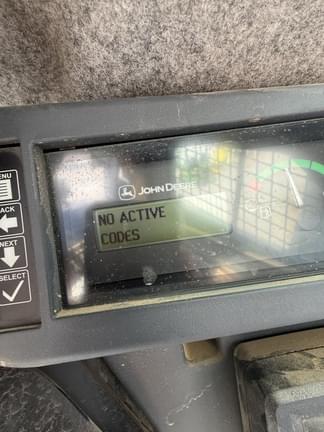 MENU
BACK
NEXT
SELECT
JOHN DEERE
NO ACTIVE
CODES